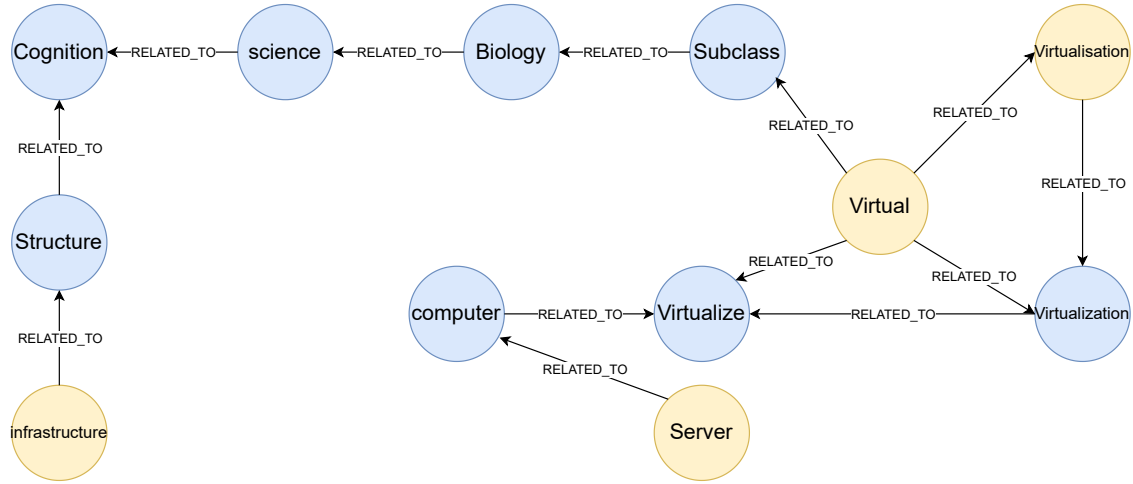 Cognition
RELATED_TO
science
RELATED_TO
Biology
RELATED_TO
Subclass
Virtualisation
RELATED_TO
RELATED_TO
RELATED_TO
RELATED_TO
Virtual
Structure
RELATED_TO
RELATED_TO
computer
RELATED_TO
Virtualize
RELATED_TO
Virtualization
RELATED_TO
RELATED_TO
infrastructure
Server